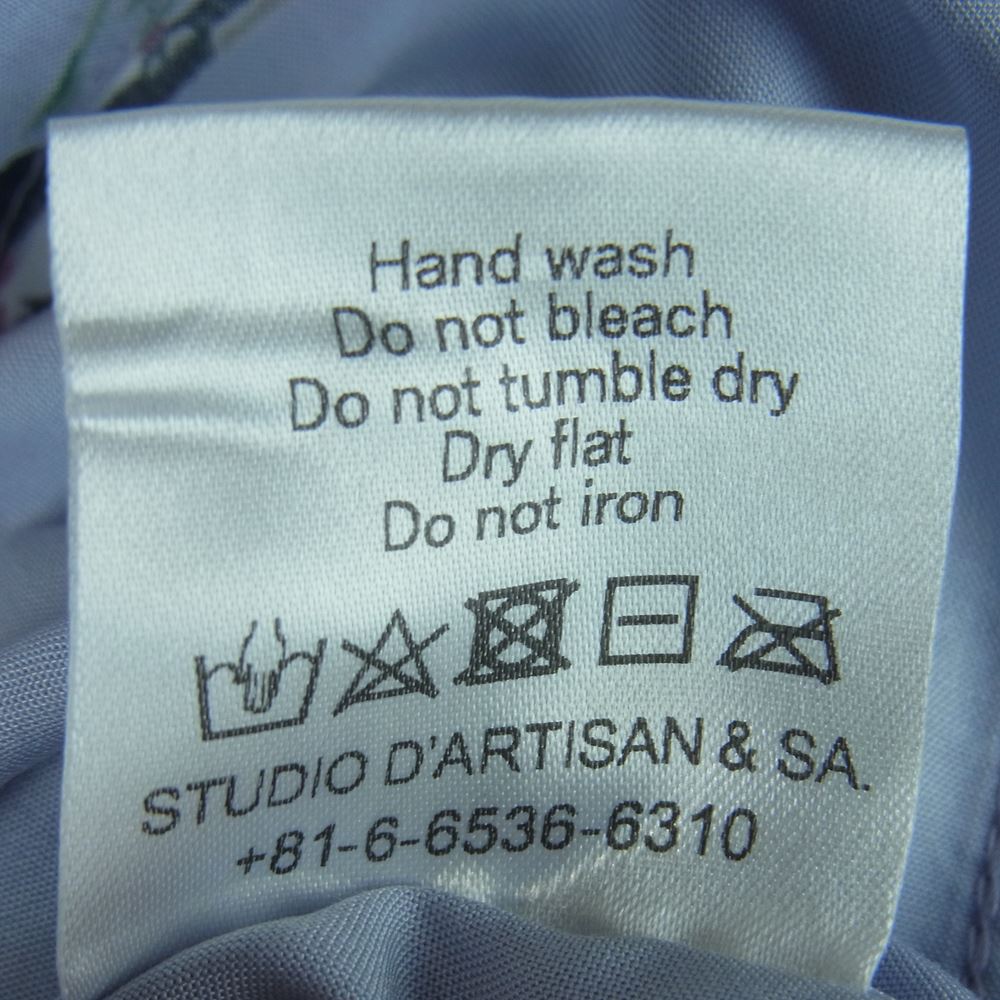 Hand wash
Do not bleach
Do not tumble dry
Dry flat
Do not iron
STUDIO D'ARTISAN & SA.
+81-6-6536-6310